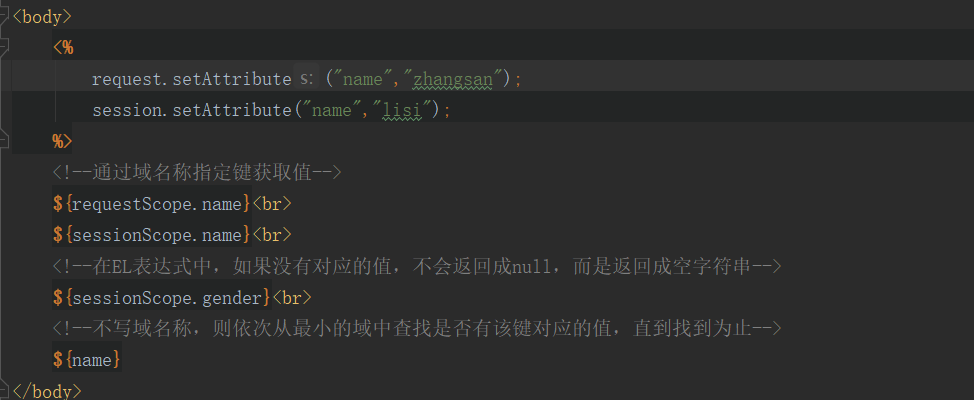 <body>
<%
request.setAttribute s: ("name","zhangsan");
session.setAttribute("name","lisi");
%>
<!--通过域名称指定键获取值-->
${requestScope.name}<br>
${sessionScope.name}<br>
<!--在EL表达式中，如果没有对应的值，不会返回成null，而是返回成空字符串-->
${sessionScope.gender}<br>
<!--不写域名称，则依次从最小的域中查找是否有该键对应的值，直到找到为止-->
${name}
</body>